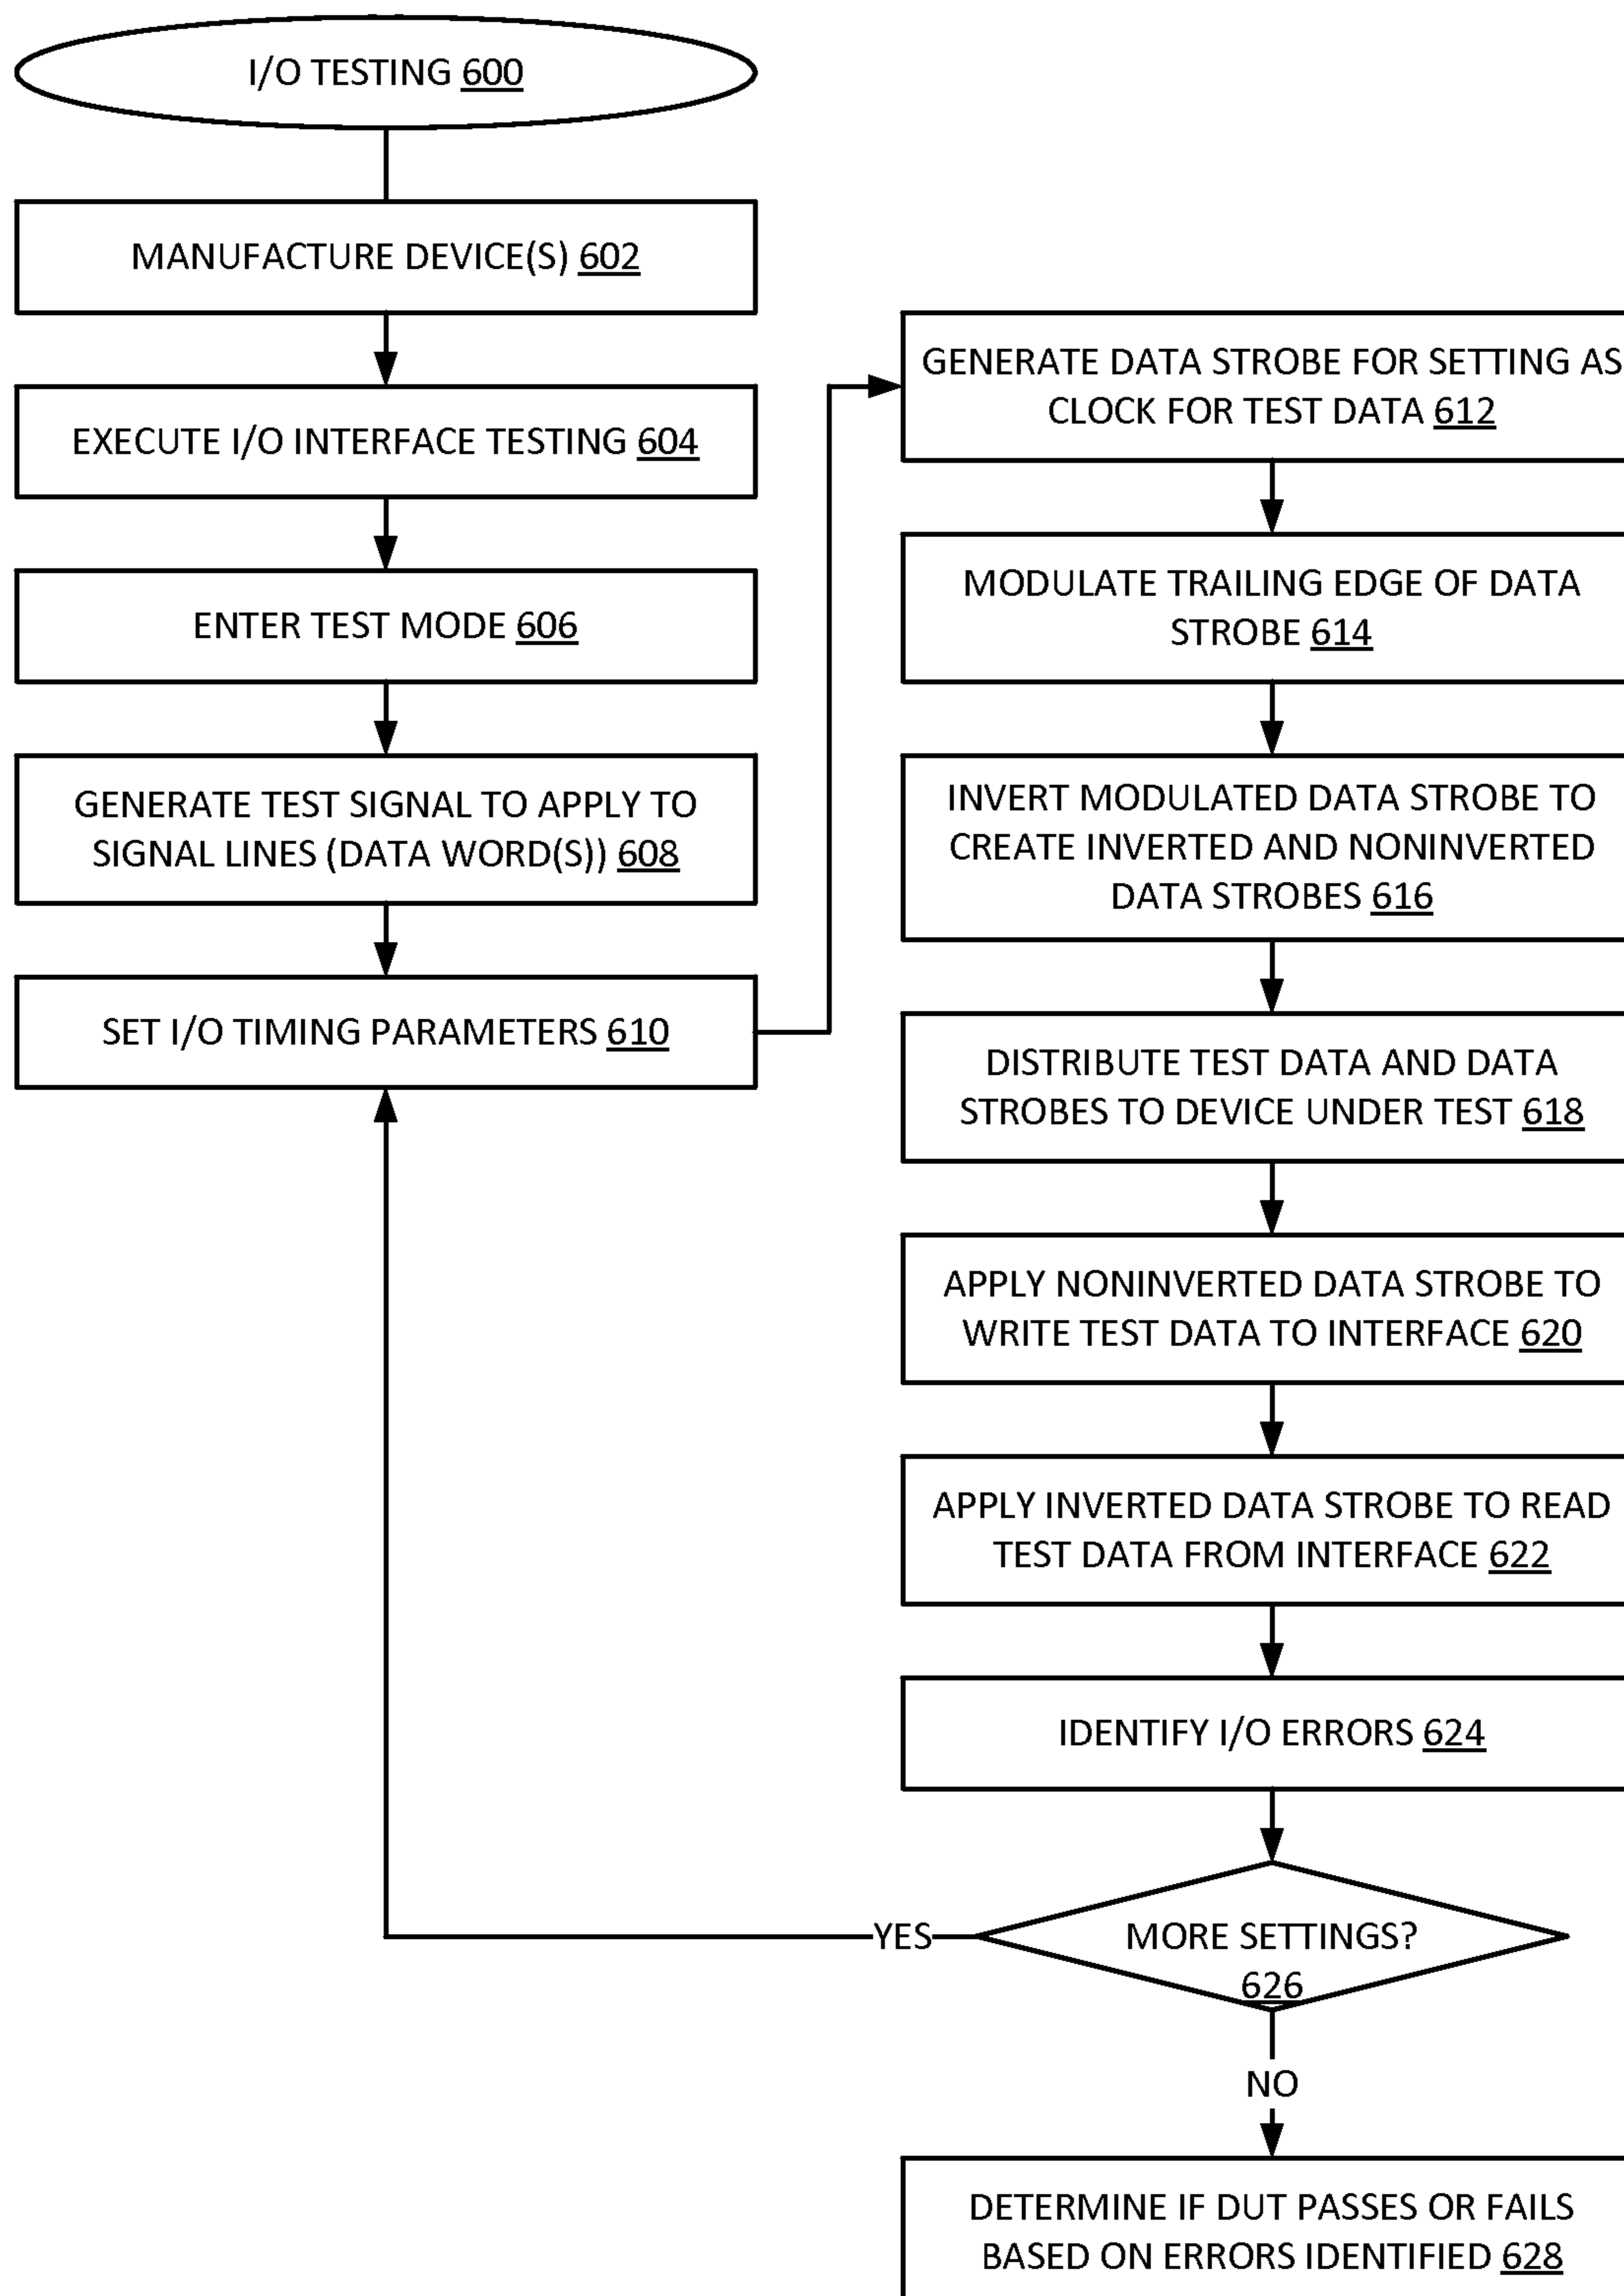 I/O TESTING 600
MANUFACTURE DEVICE(S) 602
EXECUTE I/O INTERFACE TESTING 604
ENTER TEST MODE 606
GENERATE TEST SIGNAL TO APPLY TO
SIGNAL LINES (DATA WORD(S)) 608
SET I/O TIMING PARAMETERS 610
GENERATE DATA STROBE FOR SETTING AS
CLOCK FOR TEST DATA 612
MODULATE TRAILING EDGE OF DATA
STROBE 614
INVERT MODULATED DATA STROBE TO
CREATE INVERTED AND NONINVERTED
DATA STROBES 616
DISTRIBUTE TEST DATA AND DATA
STROBES TO DEVICE UNDER TEST 618
APPLY NONINVERTED DATA STROBE TO
WRITE TEST DATA TO INTERFACE 620
APPLY INVERTED DATA STROBE TO READ
TEST DATA FROM INTERFACE 622
IDENTIFY I/O ERRORS 624
MORE SETTINGS?
626
YES
NO
DETERMINE IF DUT PASSES OR FAILS
BASED ON ERRORS IDENTIFIED 628